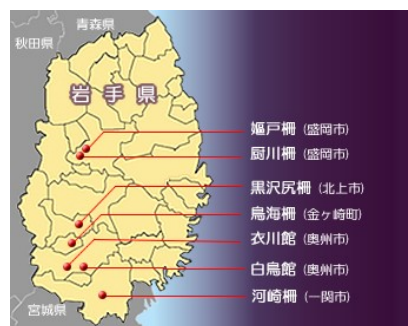 青森県
秋田県
岩手県
嫗戸柵 (盛岡市)
厨川柵 (盛岡市)
黒沢尻柵 (北上市)
鳥海柵 (金ヶ崎町)
衣川館 (奥州市)
白鳥館 (奥州市)
河崎柵 (一関市)
宮城県